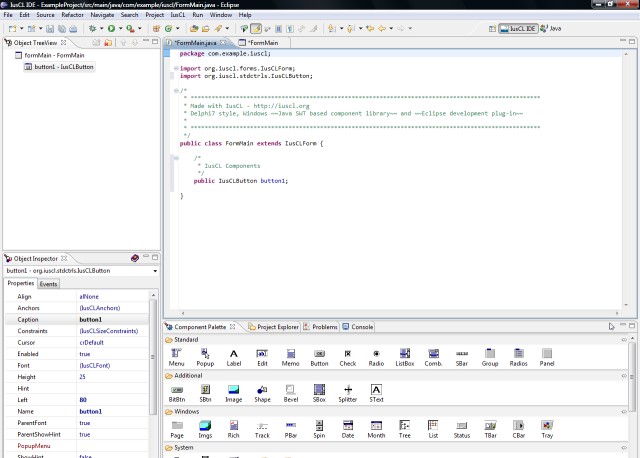 IusCL IDE - ExampleProject/src/main/java/com/example/iuscl/FormMain.java - Eclipse
File Edit Source Refactor Navigate Search Project IusCL Run Window Help
IusCL IDE Java
Object TreeView
formMain - FormMain
button1 - IusCLButton
*FormMain.java *FormMain
package com.example.iuscl;
import org.iuscl.forms.IusCLForm;
import org.iuscl.stdctrls.IusCLButton;
/*
* Made with IusCL - http://iuscl.org
* Delphi7 style, Windows ~~Java SWT based component library~~ and ~~Eclipse development plug-in~~
*
*/
public class FormMain extends IusCLForm {
/*
* IusCL Components
*/
public IusCLButton button1;
}
Object Inspector
button1 - org.iuscl.stdctrls.IusCLButton
Properties Events
Align alNone
Anchors (IusCLAnchors)
Caption button1
Constraints (IusCLSizeConstraints)
Cursor crDefault
Enabled true
Font (IusCLFont)
Height 25
Hint
Left 80
Name button1
ParentFont true
ParentShowHint true
PopupMenu
ShowHint false
Component Palette Project Explorer Problems Console
Standard
Menu Popup Label Edit Memo Button Check Radio ListBox Comb. SBar Group Radios Panel
Additional
BitBtn SBtn Image Shape Bevel SBox Splitter SText
Windows
Page Imgs Rich Track PBar Spin Date Month Tree List Status TBar CBar Tray
System